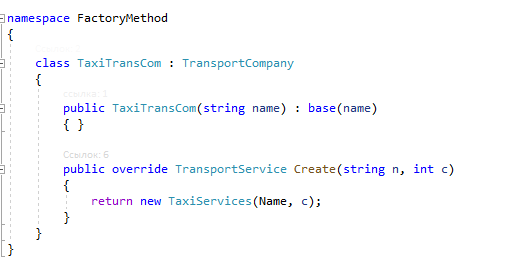 namespace FactoryMethod
{
class TaxiTransCom : TransportCompany
{
ссылка: 1
public TaxiTransCom(string name) : base(name)
{ }
Ссылок: 6
public override TransportService Create(string n, int c)
{
return new TaxiServices(Name, c);
}
}
}